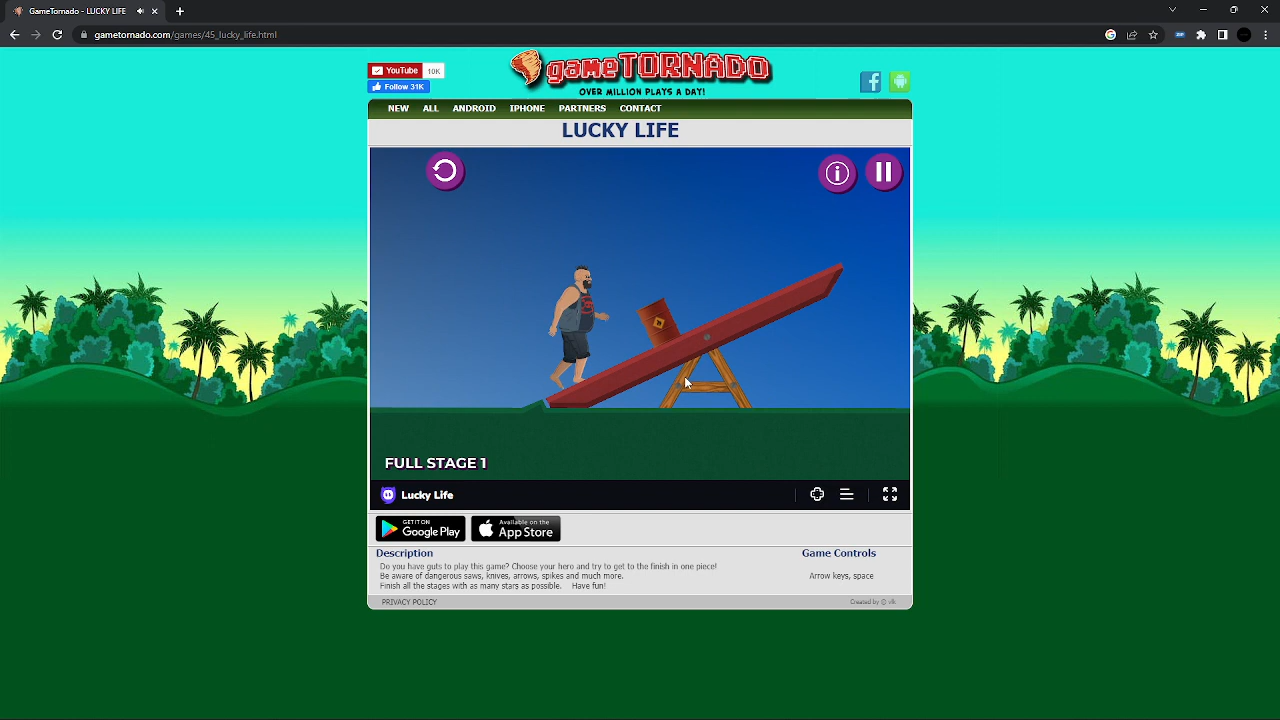 GameTornado - LUCKY LIFE
gametornado.com/games/45_lucky_life.html
YouTube 10K
Follow 31K
gameTORNADO
OVER MILLION PLAYS A DAY!
NEW ALL ANDROID IPHONE PARTNERS CONTACT
LUCKY LIFE
FULL STAGE 1
Lucky Life
GET IT ON
Google Play
Available on the
App Store
Description
Do you have guts to play this game? Choose your hero and try to get to the finish in one piece!
Be aware of dangerous saws, knives, arrows, spikes and much more.
Finish all the stages with as many stars as possible. Have fun!
Game Controls
Arrow keys, space
PRIVACY POLICY
Created by © vlk